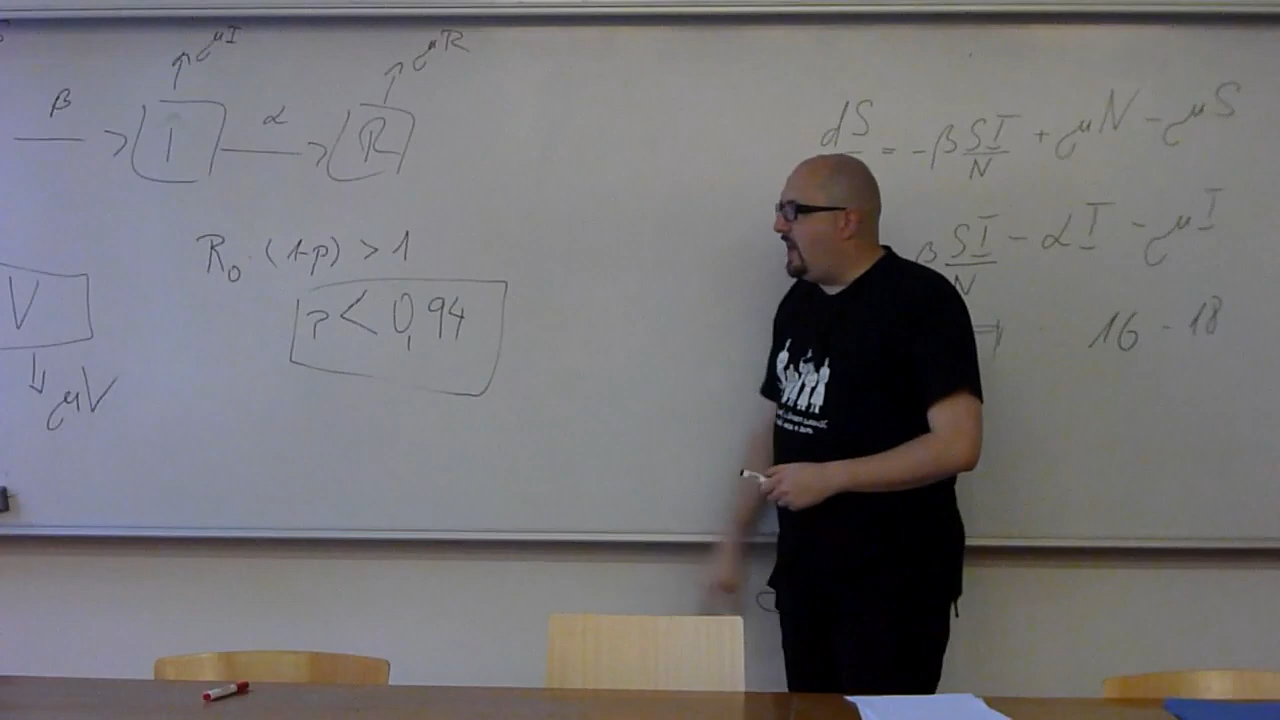 μI
μR
β
α
I
R
R₀ · (1-p) > 1
p < 0,94
V
μV
dS
= -β SI/N + μN - μS
β SI/N - αI - μI
16 - 18